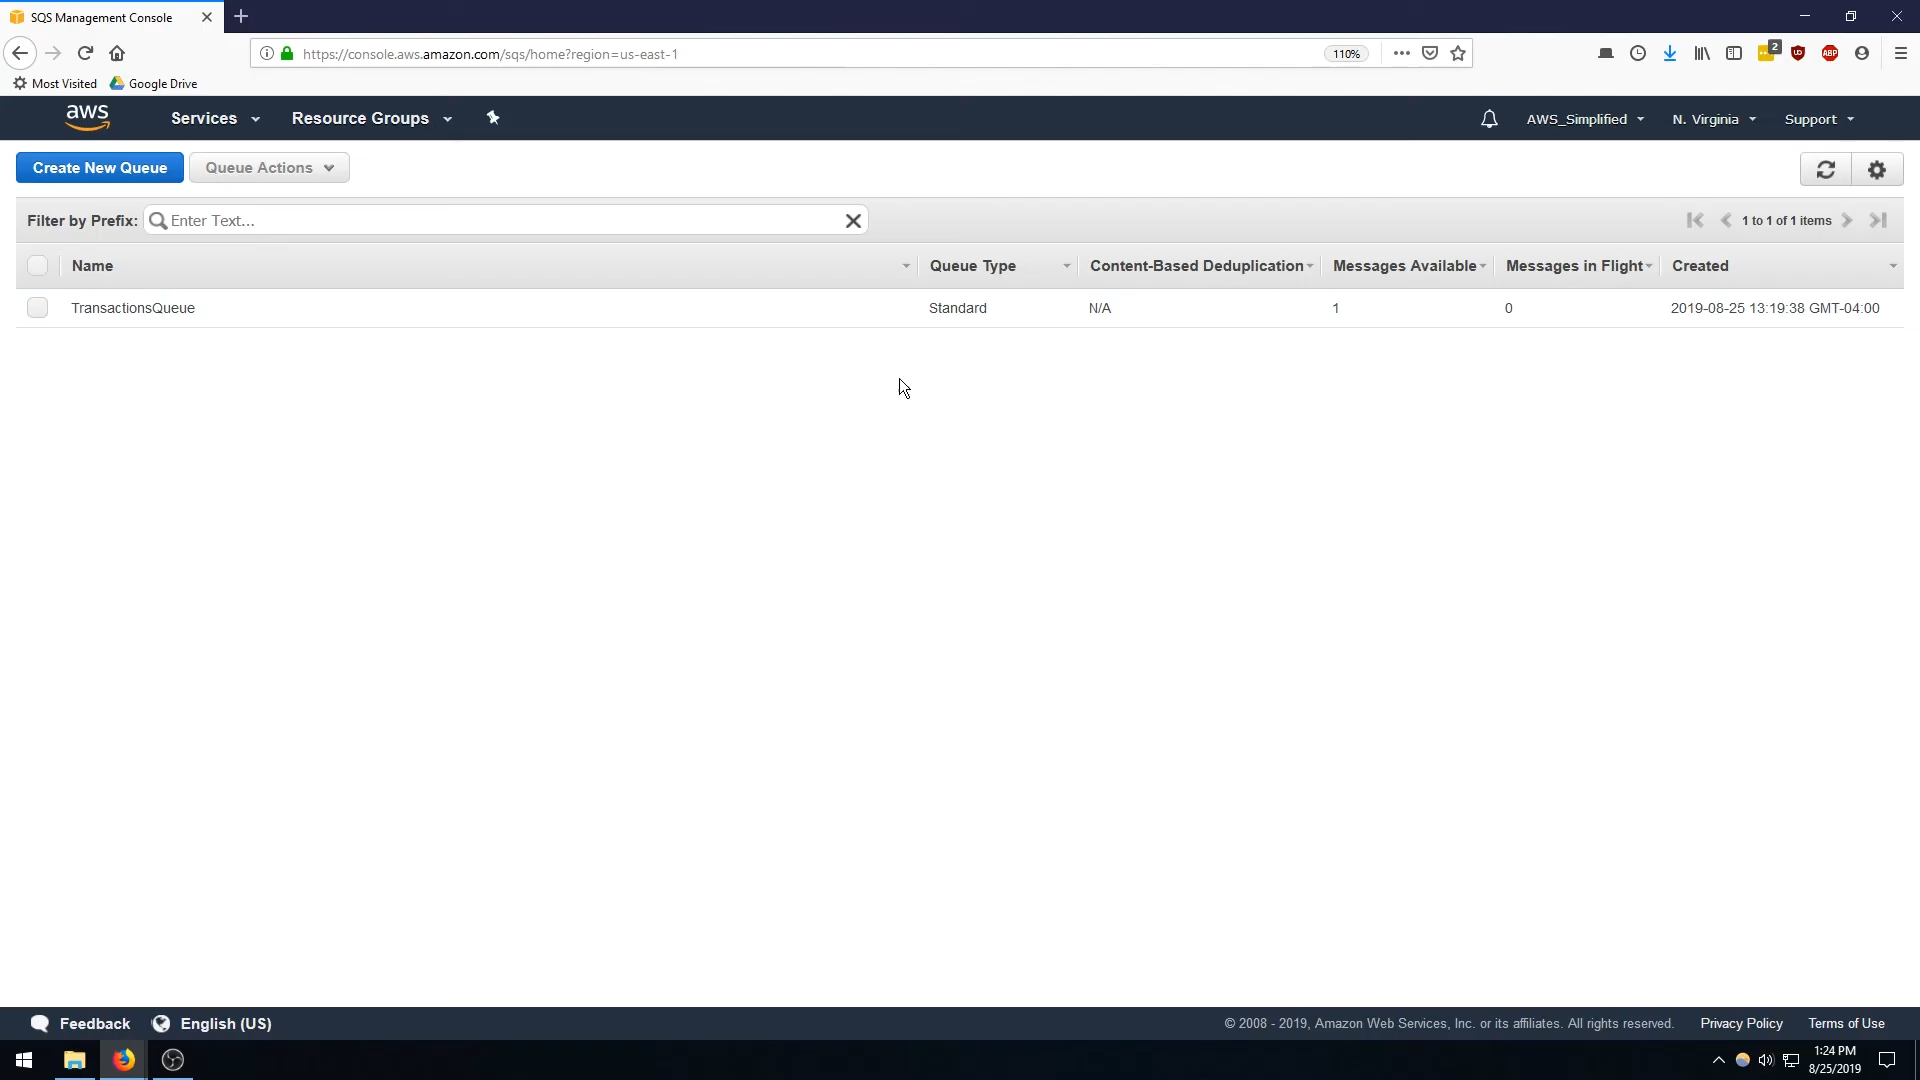 SQS Management Console
https://console.aws.amazon.com/sqs/home?region=us-east-1
110%
2
UD
ABP
Most Visited
Google Drive
aws
Services
Resource Groups
AWS_Simplified
N. Virginia
Support
Create New Queue
Queue Actions
Filter by Prefix:
Enter Text...
1 to 1 of 1 items
Name
Queue Type
Content-Based Deduplication
Messages Available
Messages in Flight
Created
TransactionsQueue
Standard
N/A
1
0
2019-08-25 13:19:38 GMT-04:00
Feedback
English (US)
© 2008 - 2019, Amazon Web Services, Inc. or its affiliates. All rights reserved.
Privacy Policy
Terms of Use
1:24 PM
8/25/2019